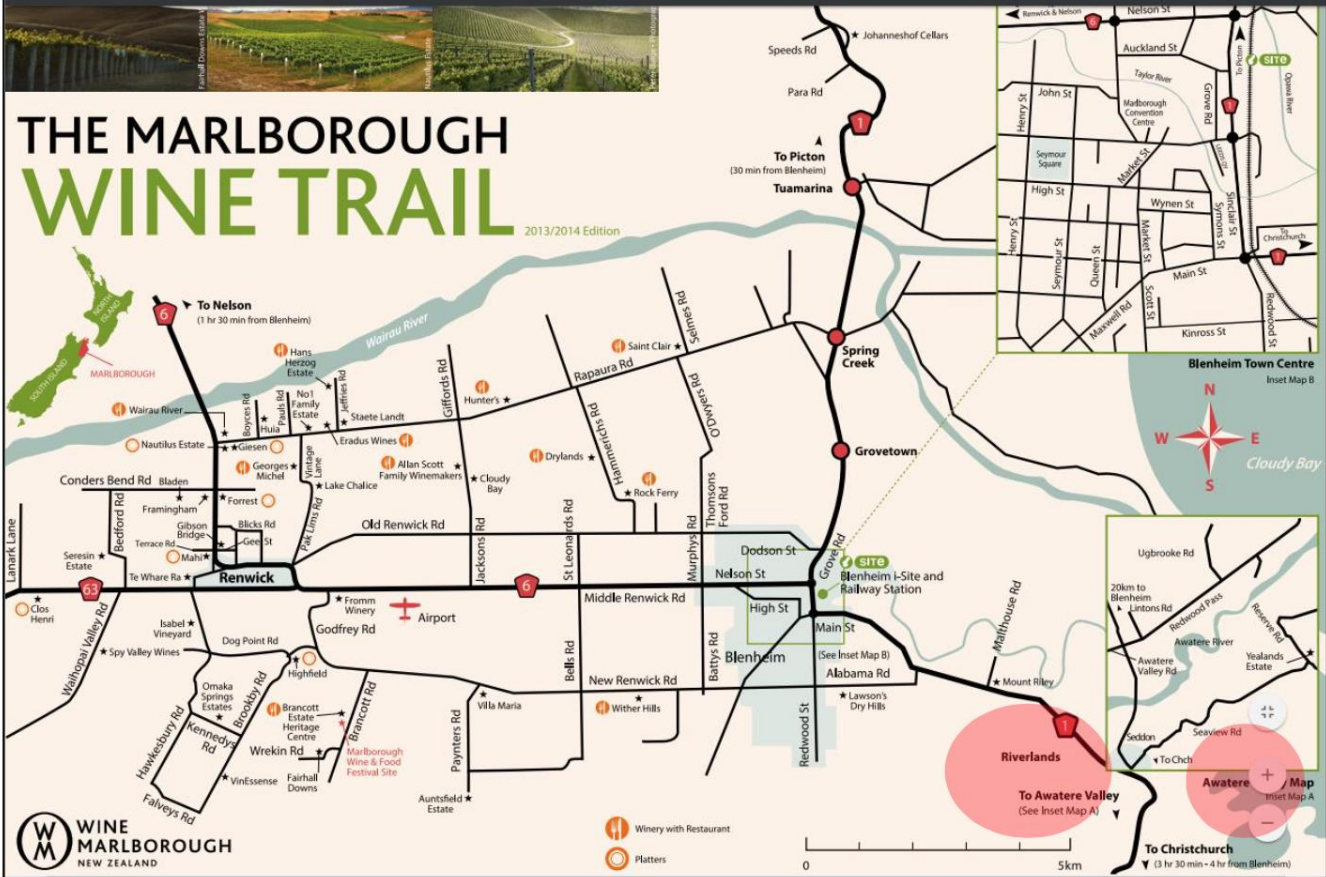 THE MARLBOROUGH
WINE TRAIL
2013/2014 Edition
Fairhall Downs Estate
Nautilus Estate
NORTH ISLAND
SOUTH ISLAND
MARLBOROUGH
6
To Nelson
(1 hr 30 min from Blenheim)
Wairau River
Speeds Rd
Johanneshof Cellars
Para Rd
1
To Picton
(30 min from Blenheim)
Tuamarina
Spring
Creek
Grovetown
Selmes Rd
Saint Clair
Rapaura Rd
Hans
Herzog
Estate
Giffords Rd
Hunter's
Wairau River
Boyces Rd
Huia
Pauls Rd
No1
Family
Estate
Jeffries Rd
Staete Landt
Eradus Wines
Nautilus Estate
Giesen
Georges
Michel
Vintage
Lane
Lake Chalice
Allan Scott
Family Winemakers
Cloudy
Bay
Drylands
Hammerichs Rd
O'Dwyers Rd
Rock Ferry
Thomsons
Ford Rd
Conders Bend Rd
Bladen
Framingham
Forrest
Gibson
Bridge
Blicks Rd
Terrace Rd
Gee St
Mahi
Pak Lims Rd
Old Renwick Rd
Lanark Lane
Bedford Rd
Seresin
Estate
Te Whare Ra
Renwick
63
Jacksons Rd
St Leonards Rd
Murphys Rd
6
Middle Renwick Rd
Nelson St
Dodson St
Grove Rd
SITE
Blenheim i-Site and
Railway Station
High St
Main St
(See Inset Map B)
Blenheim
Clos
Henri
Waihopai Valley Rd
Isabel
Vineyard
Spy Valley Wines
Dog Point Rd
Fromm
Winery
Airport
Godfrey Rd
Highfield
Omaka
Springs
Estates
Brookby Rd
Hawkesbury Rd
Kennedys
Rd
Falveys Rd
VinEssense
Brancott
Estate
Heritage
Centre
Brancott Rd
Wrekin Rd
Fairhall
Downs
Marlborough
Wine & Food
Festival Site
Paynters Rd
Auntsfield
Estate
Villa Maria
New Renwick Rd
Bells Rd
Wither Hills
Battys Rd
Alabama Rd
Redwood St
Lawson's
Dry Hills
Malthouse Rd
Mount Riley
1
Riverlands
To Awatere Valley
(See Inset Map A)
To Christchurch
(3 hr 30 min - 4 hr from Blenheim)
0
5km
Winery with Restaurant
Platters
WM
WINE
MARLBOROUGH
NEW ZEALAND
Renwick & Nelson
6
Nelson St
Auckland St
To Picton
SITE
Taylor River
Opawa River
John St
Henry St
Marlborough
Convention
Centre
Grove Rd
1
Seymour
Square
Market St
High St
Wynen St
Sinclair St
Symons St
Henry St
Seymour St
Queen St
Market St
To
Christchurch
1
Main St
Scott St
Maxwell Rd
Kinross St
Redwood St
Blenheim Town Centre
Inset Map B
N
W
E
S
Cloudy Bay
Ugbrooke Rd
20km to
Blenheim
Lintons Rd
Redwood Pass
Reserve Rd
Awatere River
Awatere
Valley Rd
Yealands
Estate
Seddon
Seaview Rd
To Chch
Map
Inset Map A